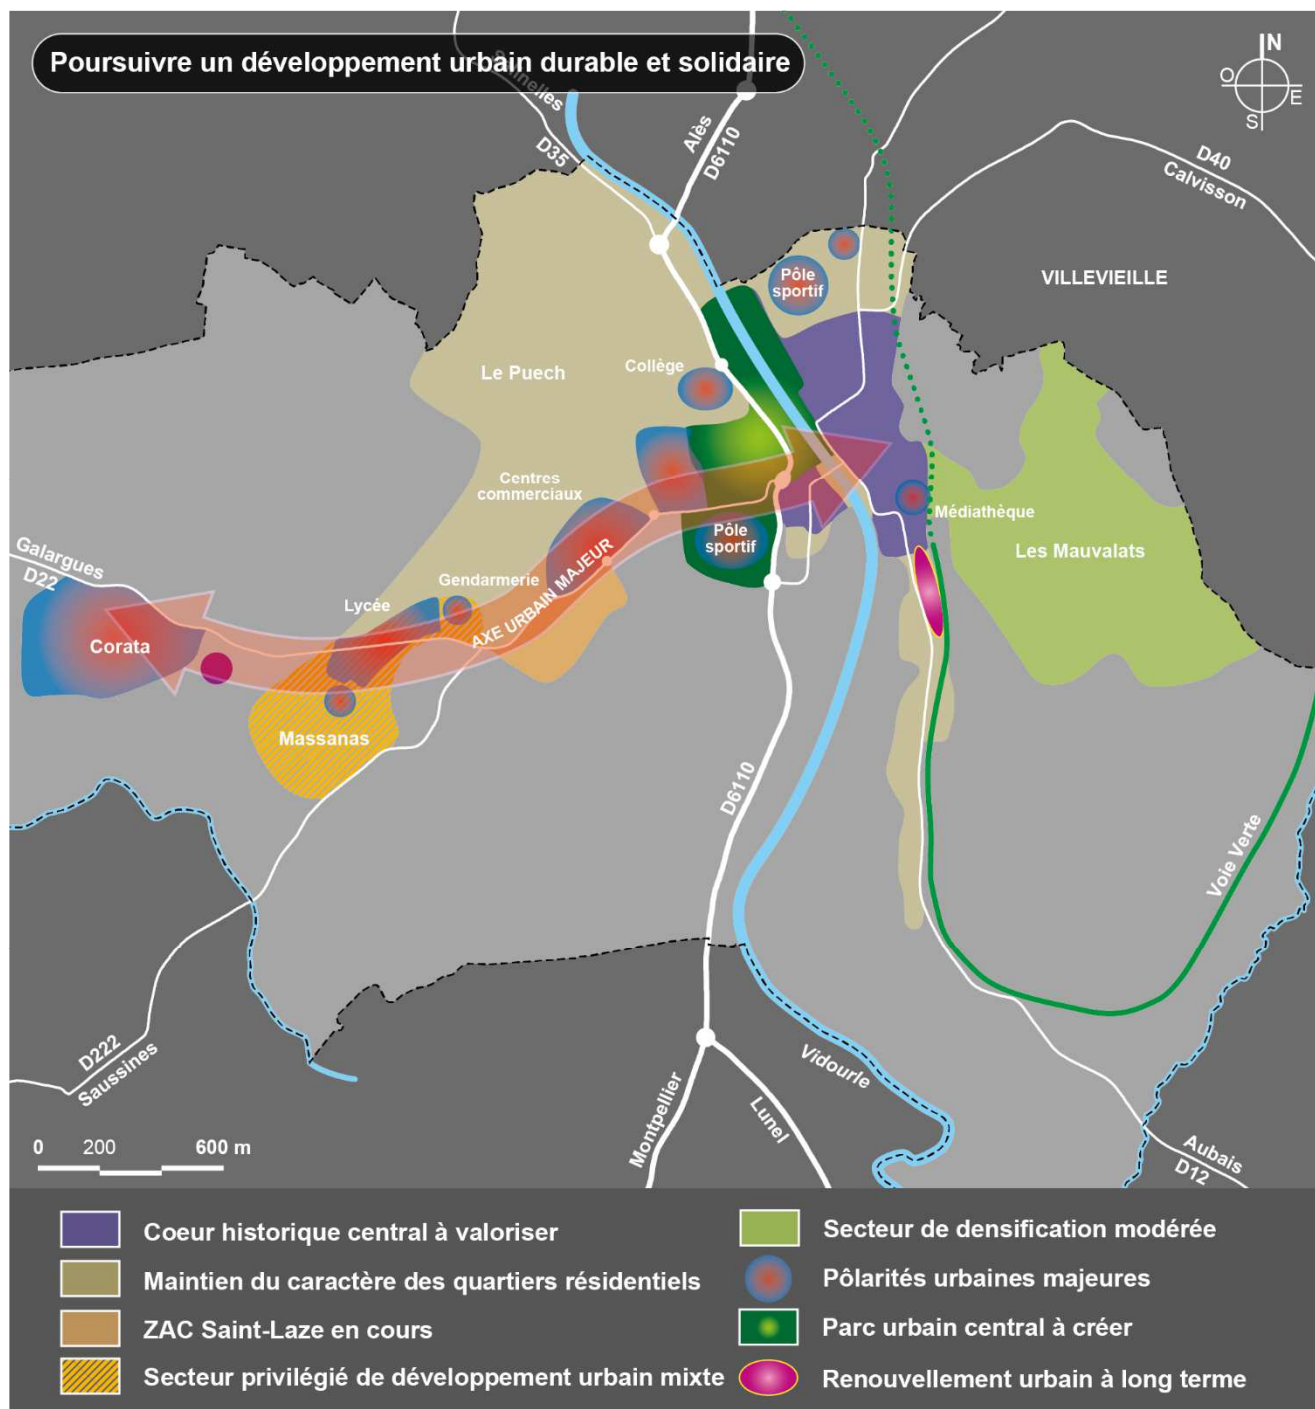 Poursuivre un développement urbain durable et solidaire
N
O
E
S
D35
Alès
D6110
D40
Calvisson
VILLEVIEILLE
Pôle
sportif
Le Puech
Collège
Centres
commerciaux
Médiathèque
Les Mauvalats
Pôle
sportif
Galargues
D22
Gendarmerie
Lycée
AXE URBAIN MAJEUR
Corata
Massanas
D6110
Voie Verte
D222
Saussines
Vidourle
Montpellier
Lunel
Aubais
D12
0 200 600 m
Coeur historique central à valoriser
Maintien du caractère des quartiers résidentiels
ZAC Saint-Laze en cours
Secteur privilégié de développement urbain mixte
Secteur de densification modérée
Pôlarités urbaines majeures
Parc urbain central à créer
Renouvellement urbain à long terme